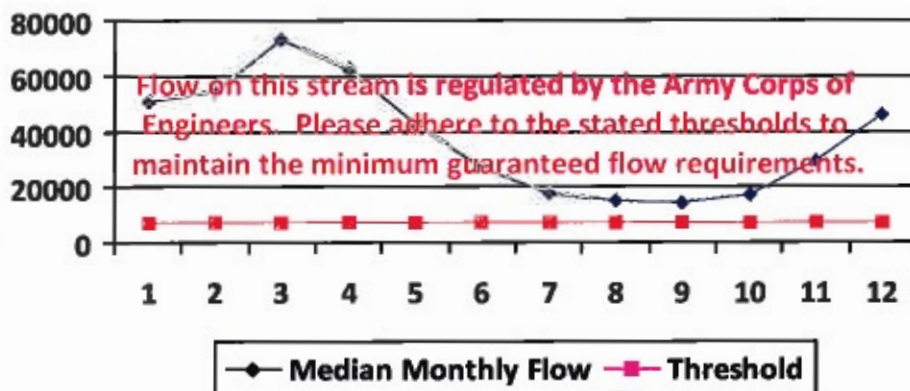 80000
60000
40000
20000
0
Flow on this stream is regulated by the Army Corps of
Engineers. Please adhere to the stated thresholds to
maintain the minimum guaranteed flow requirements.
1 2 3 4 5 6 7 8 9 10 11 12
Median Monthly Flow Threshold